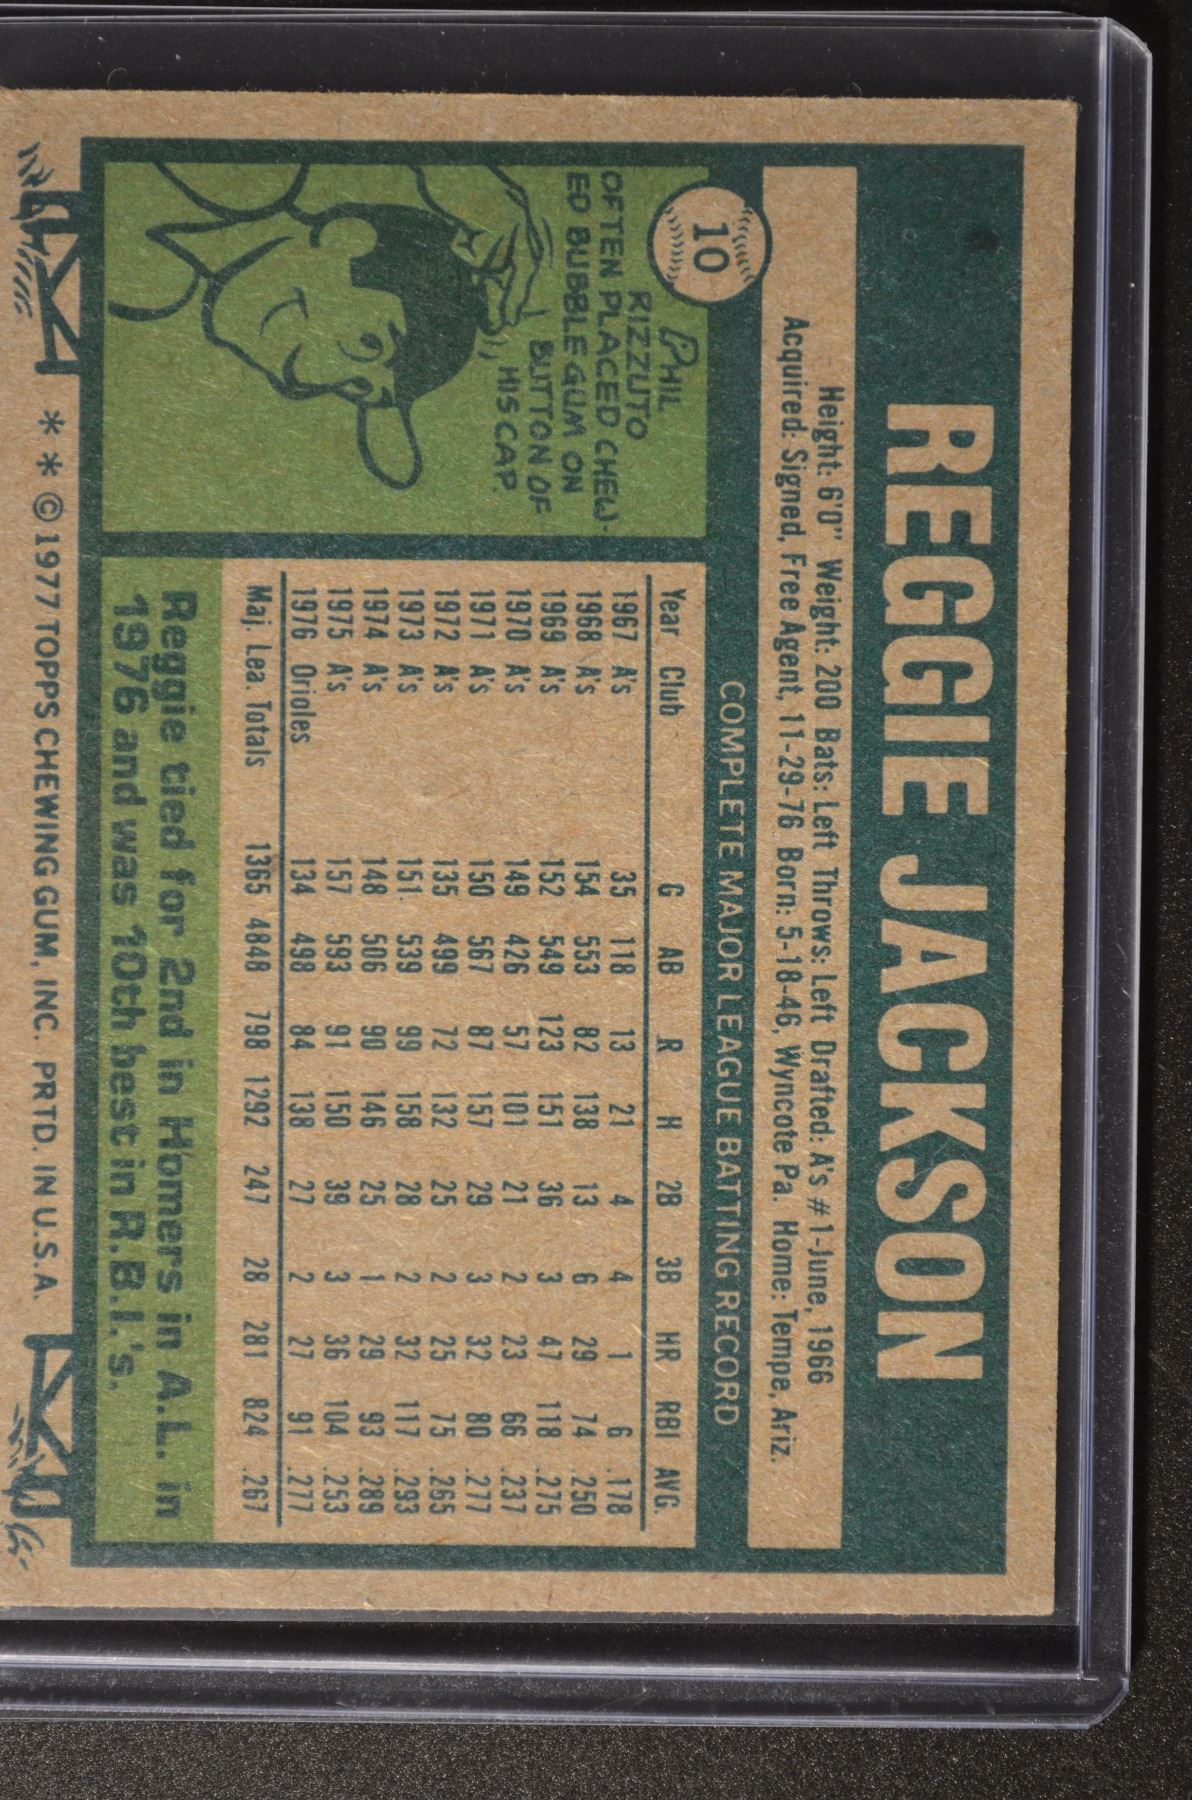 10
REGGIE JACKSON
Height: 6'0" Weight: 200 Bats: Left Throws: Left Drafted: A's #1-June, 1966
Acquired: Signed, Free Agent, 11-29-76 Born: 5-18-46, Wyncote Pa. Home: Tempe, Ariz.
COMPLETE MAJOR LEAGUE BATTING RECORD
PHIL
RIZZUTO
OFTEN PLACED CHEW-
ED BUBBLE GUM ON
BUTTON OF
HIS CAP.
Year Club G AB R H 2B 3B HR RBI AVG.
1967 A's 35 118 13 21 4 4 1 6 .178
1968 A's 154 553 82 138 13 6 29 74 .250
1969 A's 152 549 123 151 36 3 47 118 .275
1970 A's 149 426 57 101 21 2 23 66 .237
1971 A's 150 567 87 157 29 3 32 80 .277
1972 A's 135 499 72 132 25 2 25 75 .265
1973 A's 151 539 99 158 28 2 32 117 .293
1974 A's 148 506 90 146 25 1 29 93 .289
1975 A's 157 593 91 150 39 3 36 104 .253
1976 Orioles 134 498 84 138 27 2 27 91 .277
Maj. Lea. Totals 1365 4848 798 1292 247 28 281 824 .267
Reggie tied for 2nd in Homers in A.L. in
1976 and was 10th best in R.B.I.'s.
* * © 1977 TOPPS CHEWING GUM, INC. PRTD. IN U.S.A.